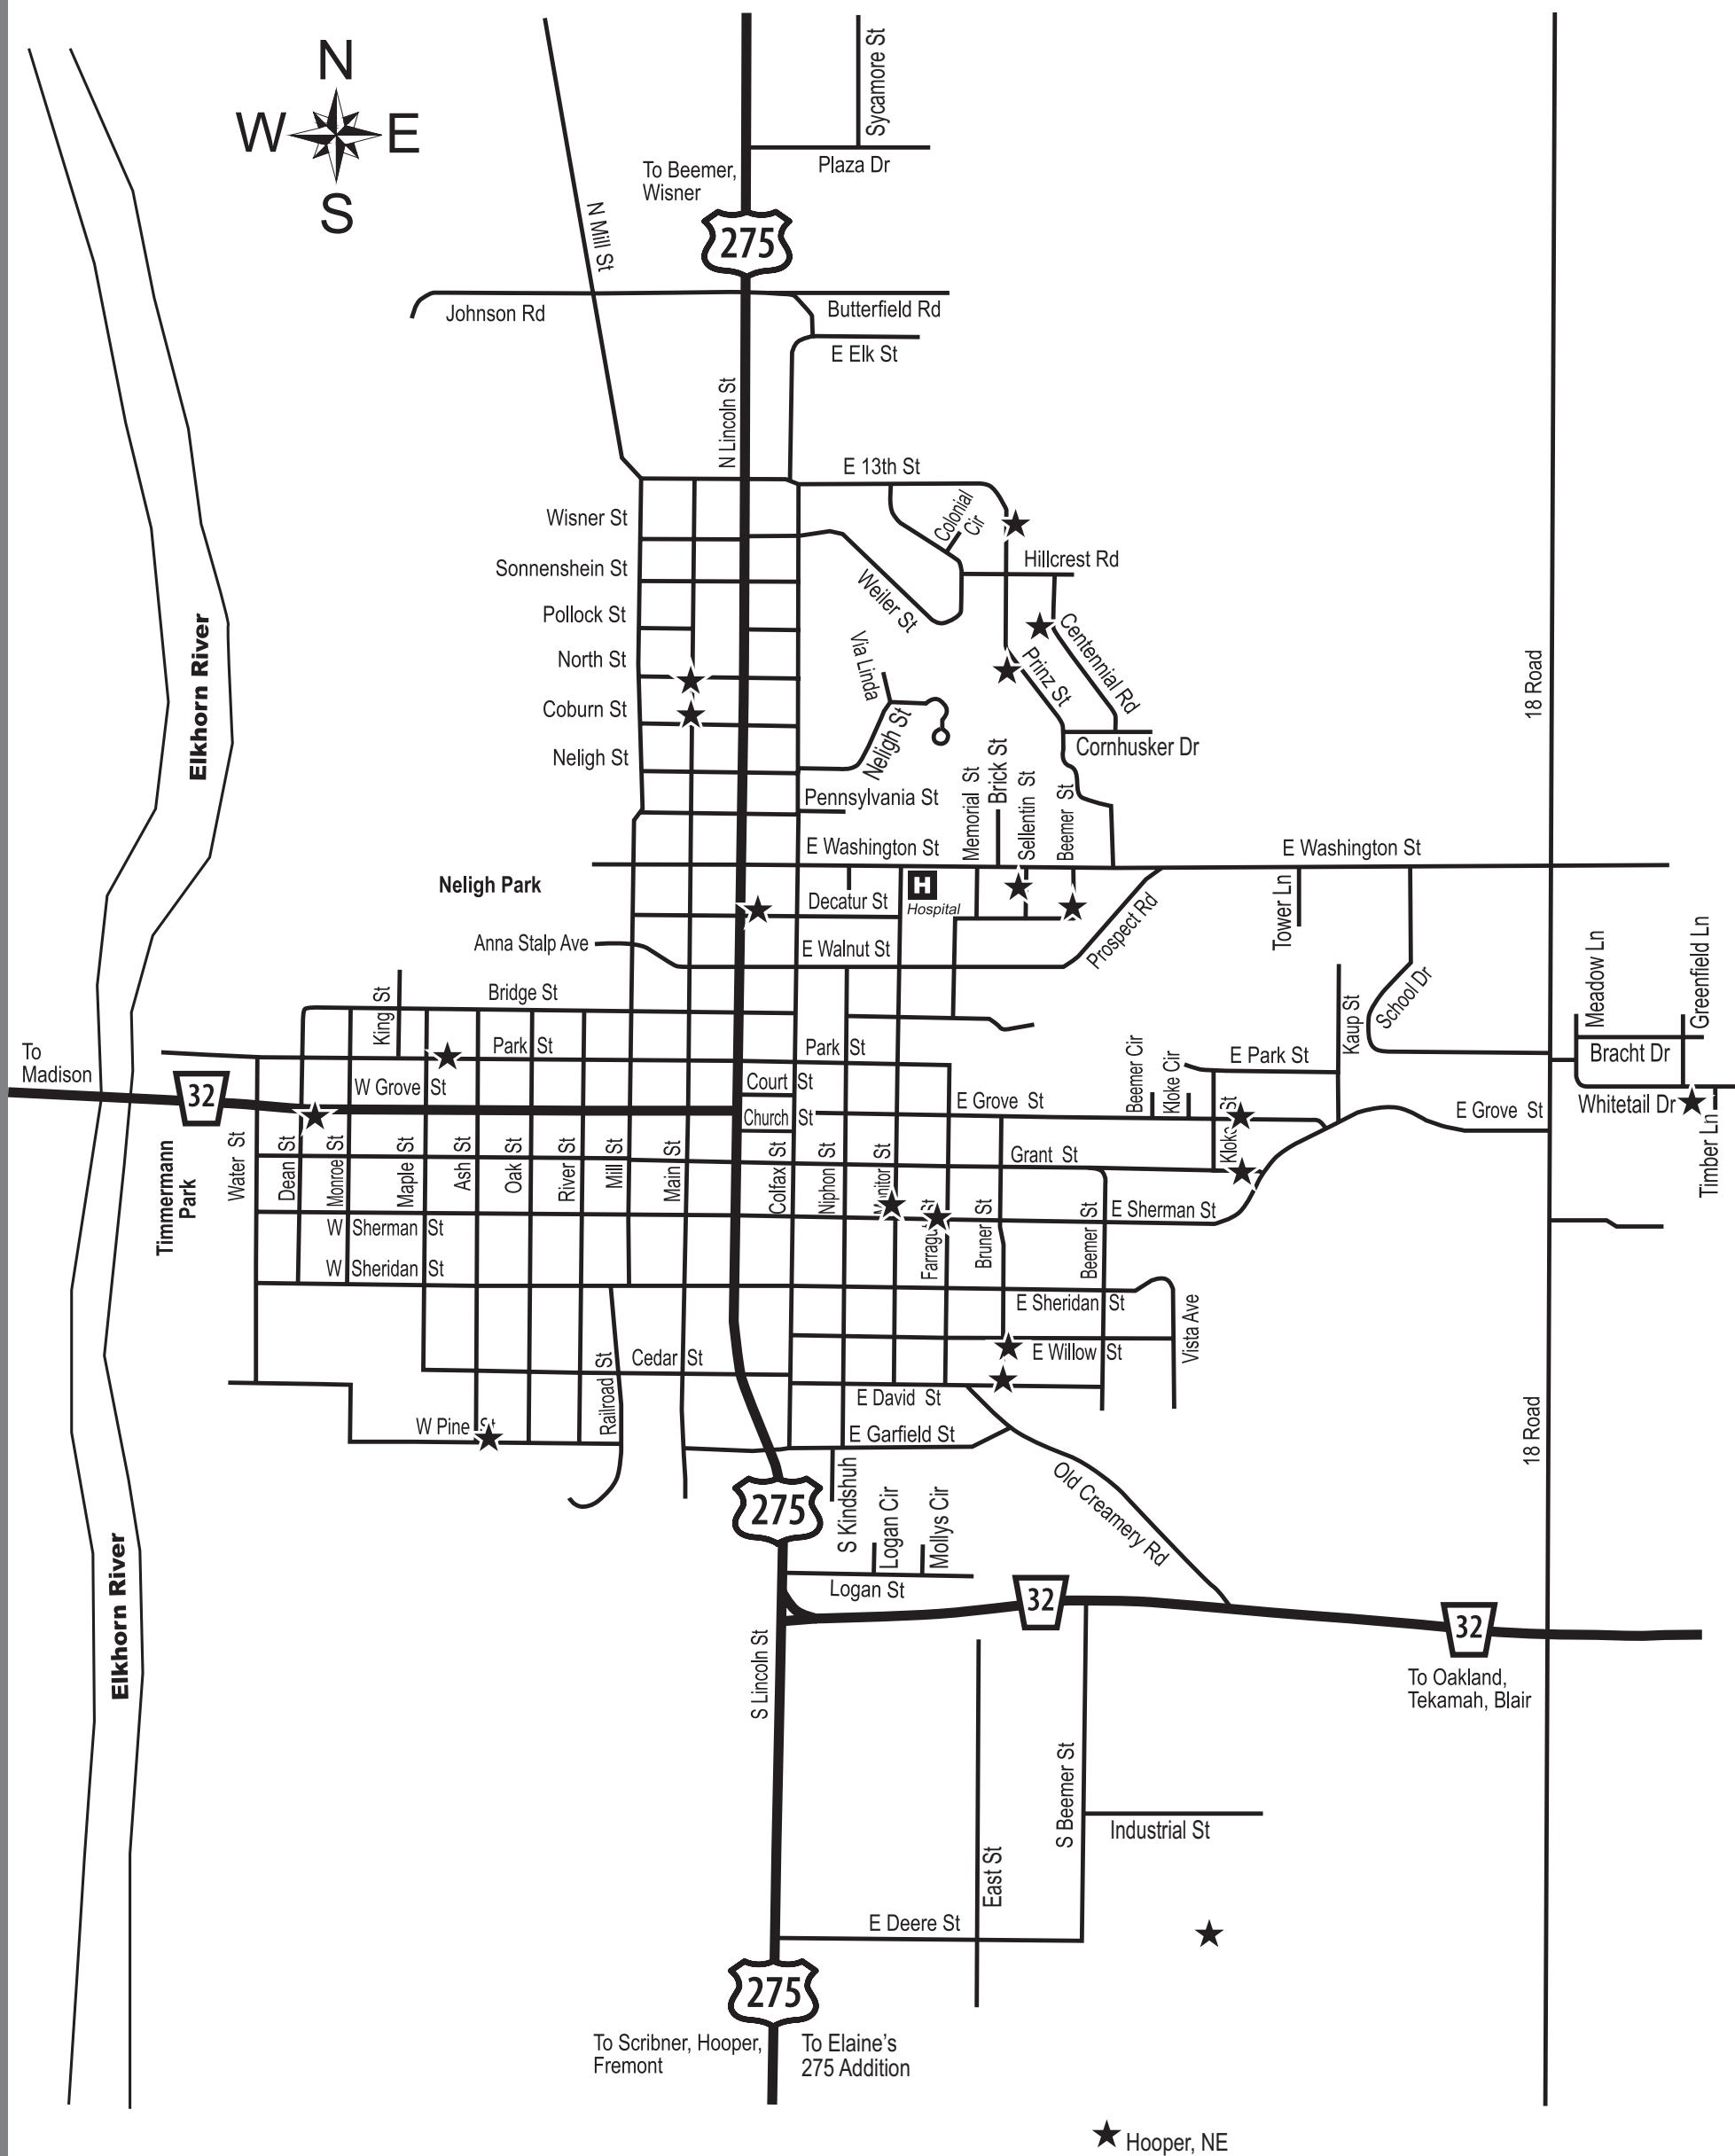 N
W
E
S
Sycamore St
Plaza Dr
To Beemer,
Wisner
275
N Mill St
Johnson Rd
Butterfield Rd
E Elk St
N Lincoln St
E 13th St
Wisner St
Colonial
Cir
Hillcrest Rd
Sonnenshein St
Weiler St
Pollock St
Via Linda
Centennial Rd
North St
Prinz St
18 Road
Coburn St
Neligh St
Elkhorn River
Cornhusker Dr
Neligh St
Memorial St
Brick St
Sellentin St
Beemer St
Pennsylvania St
E Washington St
E Washington St
Neligh Park
H
Hospital
Decatur St
Tower Ln
Prospect Rd
Anna Stalp Ave
E Walnut St
Meadow Ln
Greenfield Ln
School Dr
Bridge St
King St
Kaup St
Park St
Park St
To
Madison
Beemer Cir
Kloke Cir
E Park St
Bracht Dr
32
W Grove St
Court St
E Grove St
Whitetail Dr
Church St
E Grove St
Timber Ln
Timmermann
Park
Water St
Dean St
Monroe St
Maple St
Ash St
Oak St
River St
Mill St
Main St
Colfax St
Niphon St
Grant St
Bruner St
Beemer St
E Sherman St
W Sherman St
W Sheridan St
E Sheridan St
Vista Ave
E Willow St
Railroad St
Cedar St
E David St
W Pine St
E Garfield St
18 Road
Old Creamery Rd
275
S Kindshuh
Logan Cir
Mollys Cir
Logan St
32
32
Elkhorn River
S Lincoln St
To Oakland,
Tekamah, Blair
S Beemer St
Industrial St
East St
E Deere St
275
To Scribner, Hooper,
Fremont
To Elaine's
275 Addition
Hooper, NE